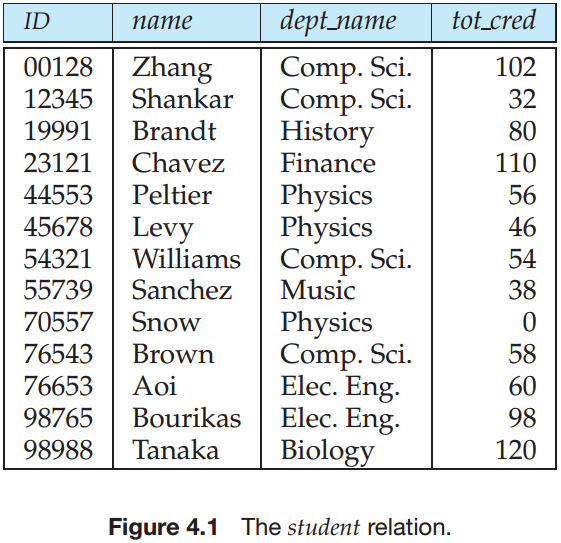 ID name dept_name tot_cred
00128 Zhang Comp. Sci. 102
12345 Shankar Comp. Sci. 32
19991 Brandt History 80
23121 Chavez Finance 110
44553 Peltier Physics 56
45678 Levy Physics 46
54321 Williams Comp. Sci. 54
55739 Sanchez Music 38
70557 Snow Physics 0
76543 Brown Comp. Sci. 58
76653 Aoi Elec. Eng. 60
98765 Bourikas Elec. Eng. 98
98988 Tanaka Biology 120
Figure 4.1 The student relation.